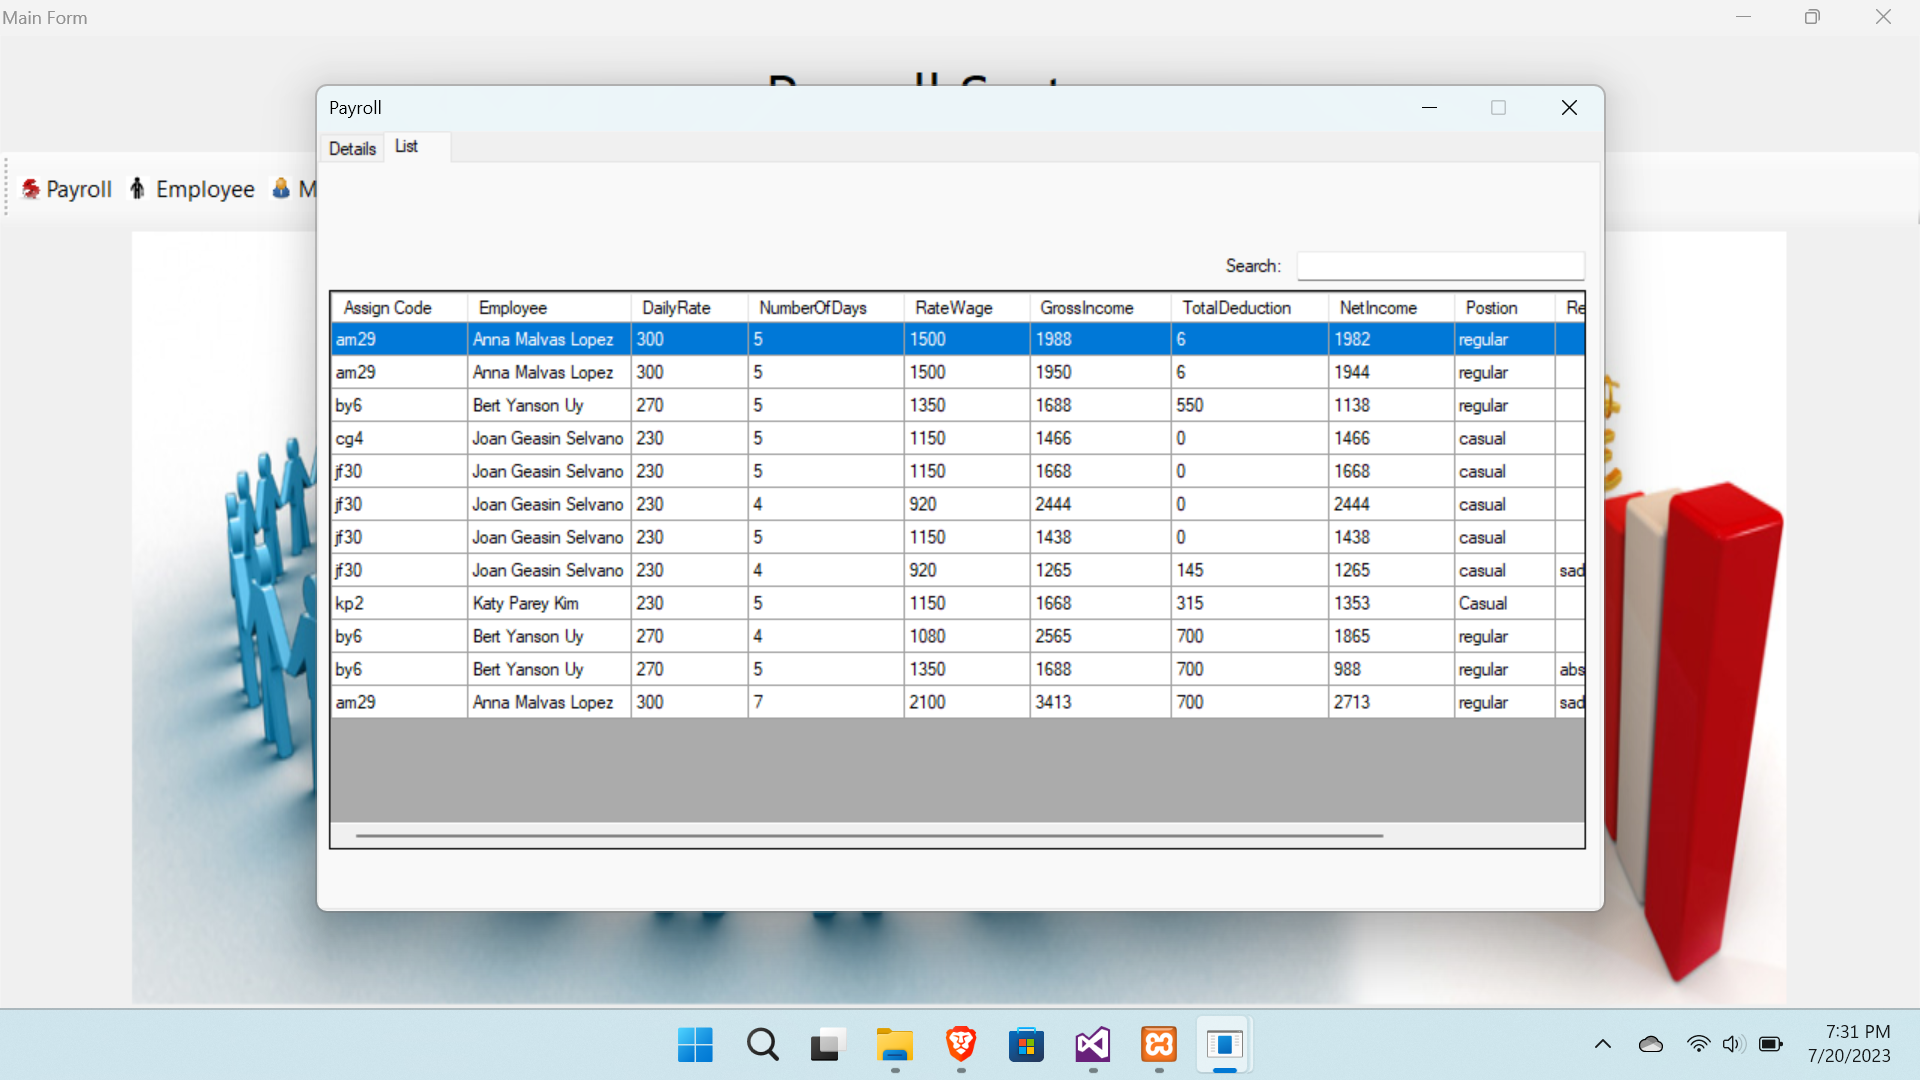 Main Form
Payroll
Details List
Payroll Employee
Search:
Assign Code Employee DailyRate NumberOfDays RateWage GrossIncome TotalDeduction NetIncome Postion Re
am29 Anna Malvas Lopez 300 5 1500 1988 6 1982 regular
am29 Anna Malvas Lopez 300 5 1500 1950 6 1944 regular
by6 Bert Yanson Uy 270 5 1350 1688 550 1138 regular
cg4 Joan Geasin Selvano 230 5 1150 1466 0 1466 casual
jf30 Joan Geasin Selvano 230 5 1150 1668 0 1668 casual
jf30 Joan Geasin Selvano 230 4 920 2444 0 2444 casual
jf30 Joan Geasin Selvano 230 5 1150 1438 0 1438 casual
jf30 Joan Geasin Selvano 230 4 920 1265 145 1265 casual sad
kp2 Katy Parey Kim 230 5 1150 1668 315 1353 Casual
by6 Bert Yanson Uy 270 4 1080 2565 700 1865 regular
by6 Bert Yanson Uy 270 5 1350 1688 700 988 regular abs
am29 Anna Malvas Lopez 300 7 2100 3413 700 2713 regular sad
7:31 PM
7/20/2023